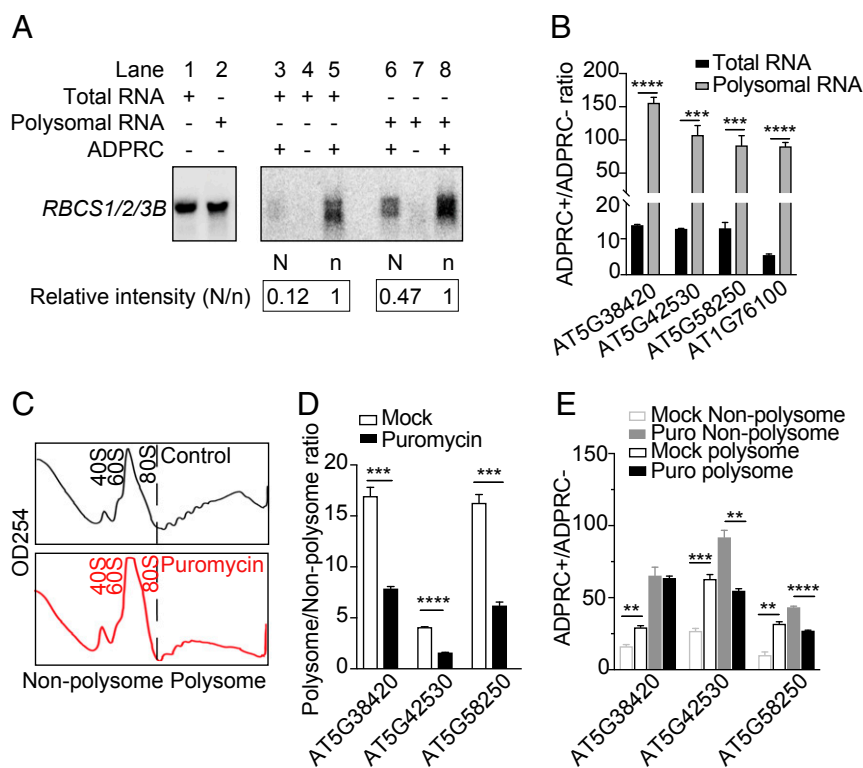 A
Lane 1 2 3 4 5 6 7 8
Total RNA + - + + + - - -
Polysomal RNA - + - - - + + +
ADPRC - - + - + + - +
RBCS1/2/3B
N n N n
Relative intensity (N/n) 0.12 1 0.47 1
B
Total RNA
Polysomal RNA
ADPRC+/ADPRC- ratio
200
150
100
50
20
10
0
**** *** *** ****
AT5G38420 AT5G42530 AT5G58250 AT1G76100
C
OD254
40S 60S 80S Control
40S 60S 80S Puromycin
Non-polysome Polysome
D
Mock
Puromycin
Polysome/Non-polysome ratio
20
15
10
5
0
*** **** ***
AT5G38420 AT5G42530 AT5G58250
E
Mock Non-polysome
Puro Non-polysome
Mock polysome
Puro polysome
ADPRC+/ADPRC-
150
100
50
25
0
** *** ** ** ****
AT5G38420 AT5G42530 AT5G58250